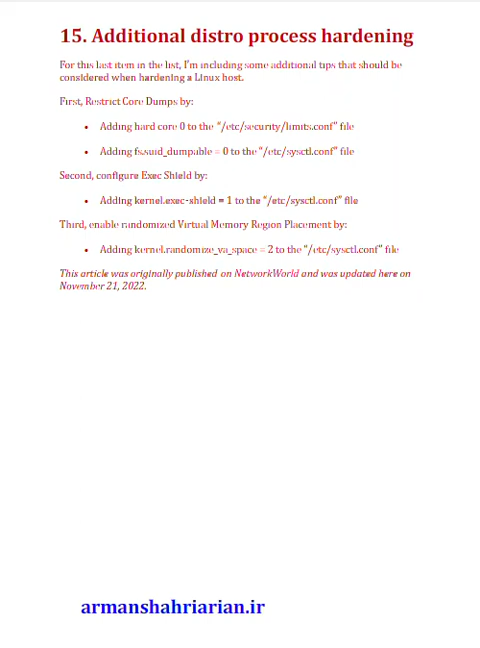 15. Additional distro process hardening
For this last item in the list, I'm including some additional tips that should be
considered when hardening a Linux host.
First, Restrict Core Dumps by:
• Adding hard core 0 to the "/etc/security/limits.conf" file
• Adding fs.suid_dumpable = 0 to the "/etc/sysctl.conf" file
Second, configure Exec Shield by:
• Adding kernel.exec-shield = 1 to the "/etc/sysctl.conf" file
Third, enable randomized Virtual Memory Region Placement by:
• Adding kernel.randomize_va_space = 2 to the "/etc/sysctl.conf" file
This article was originally published on NetworkWorld and was updated here on
November 21, 2022.
armanshahriarian.ir